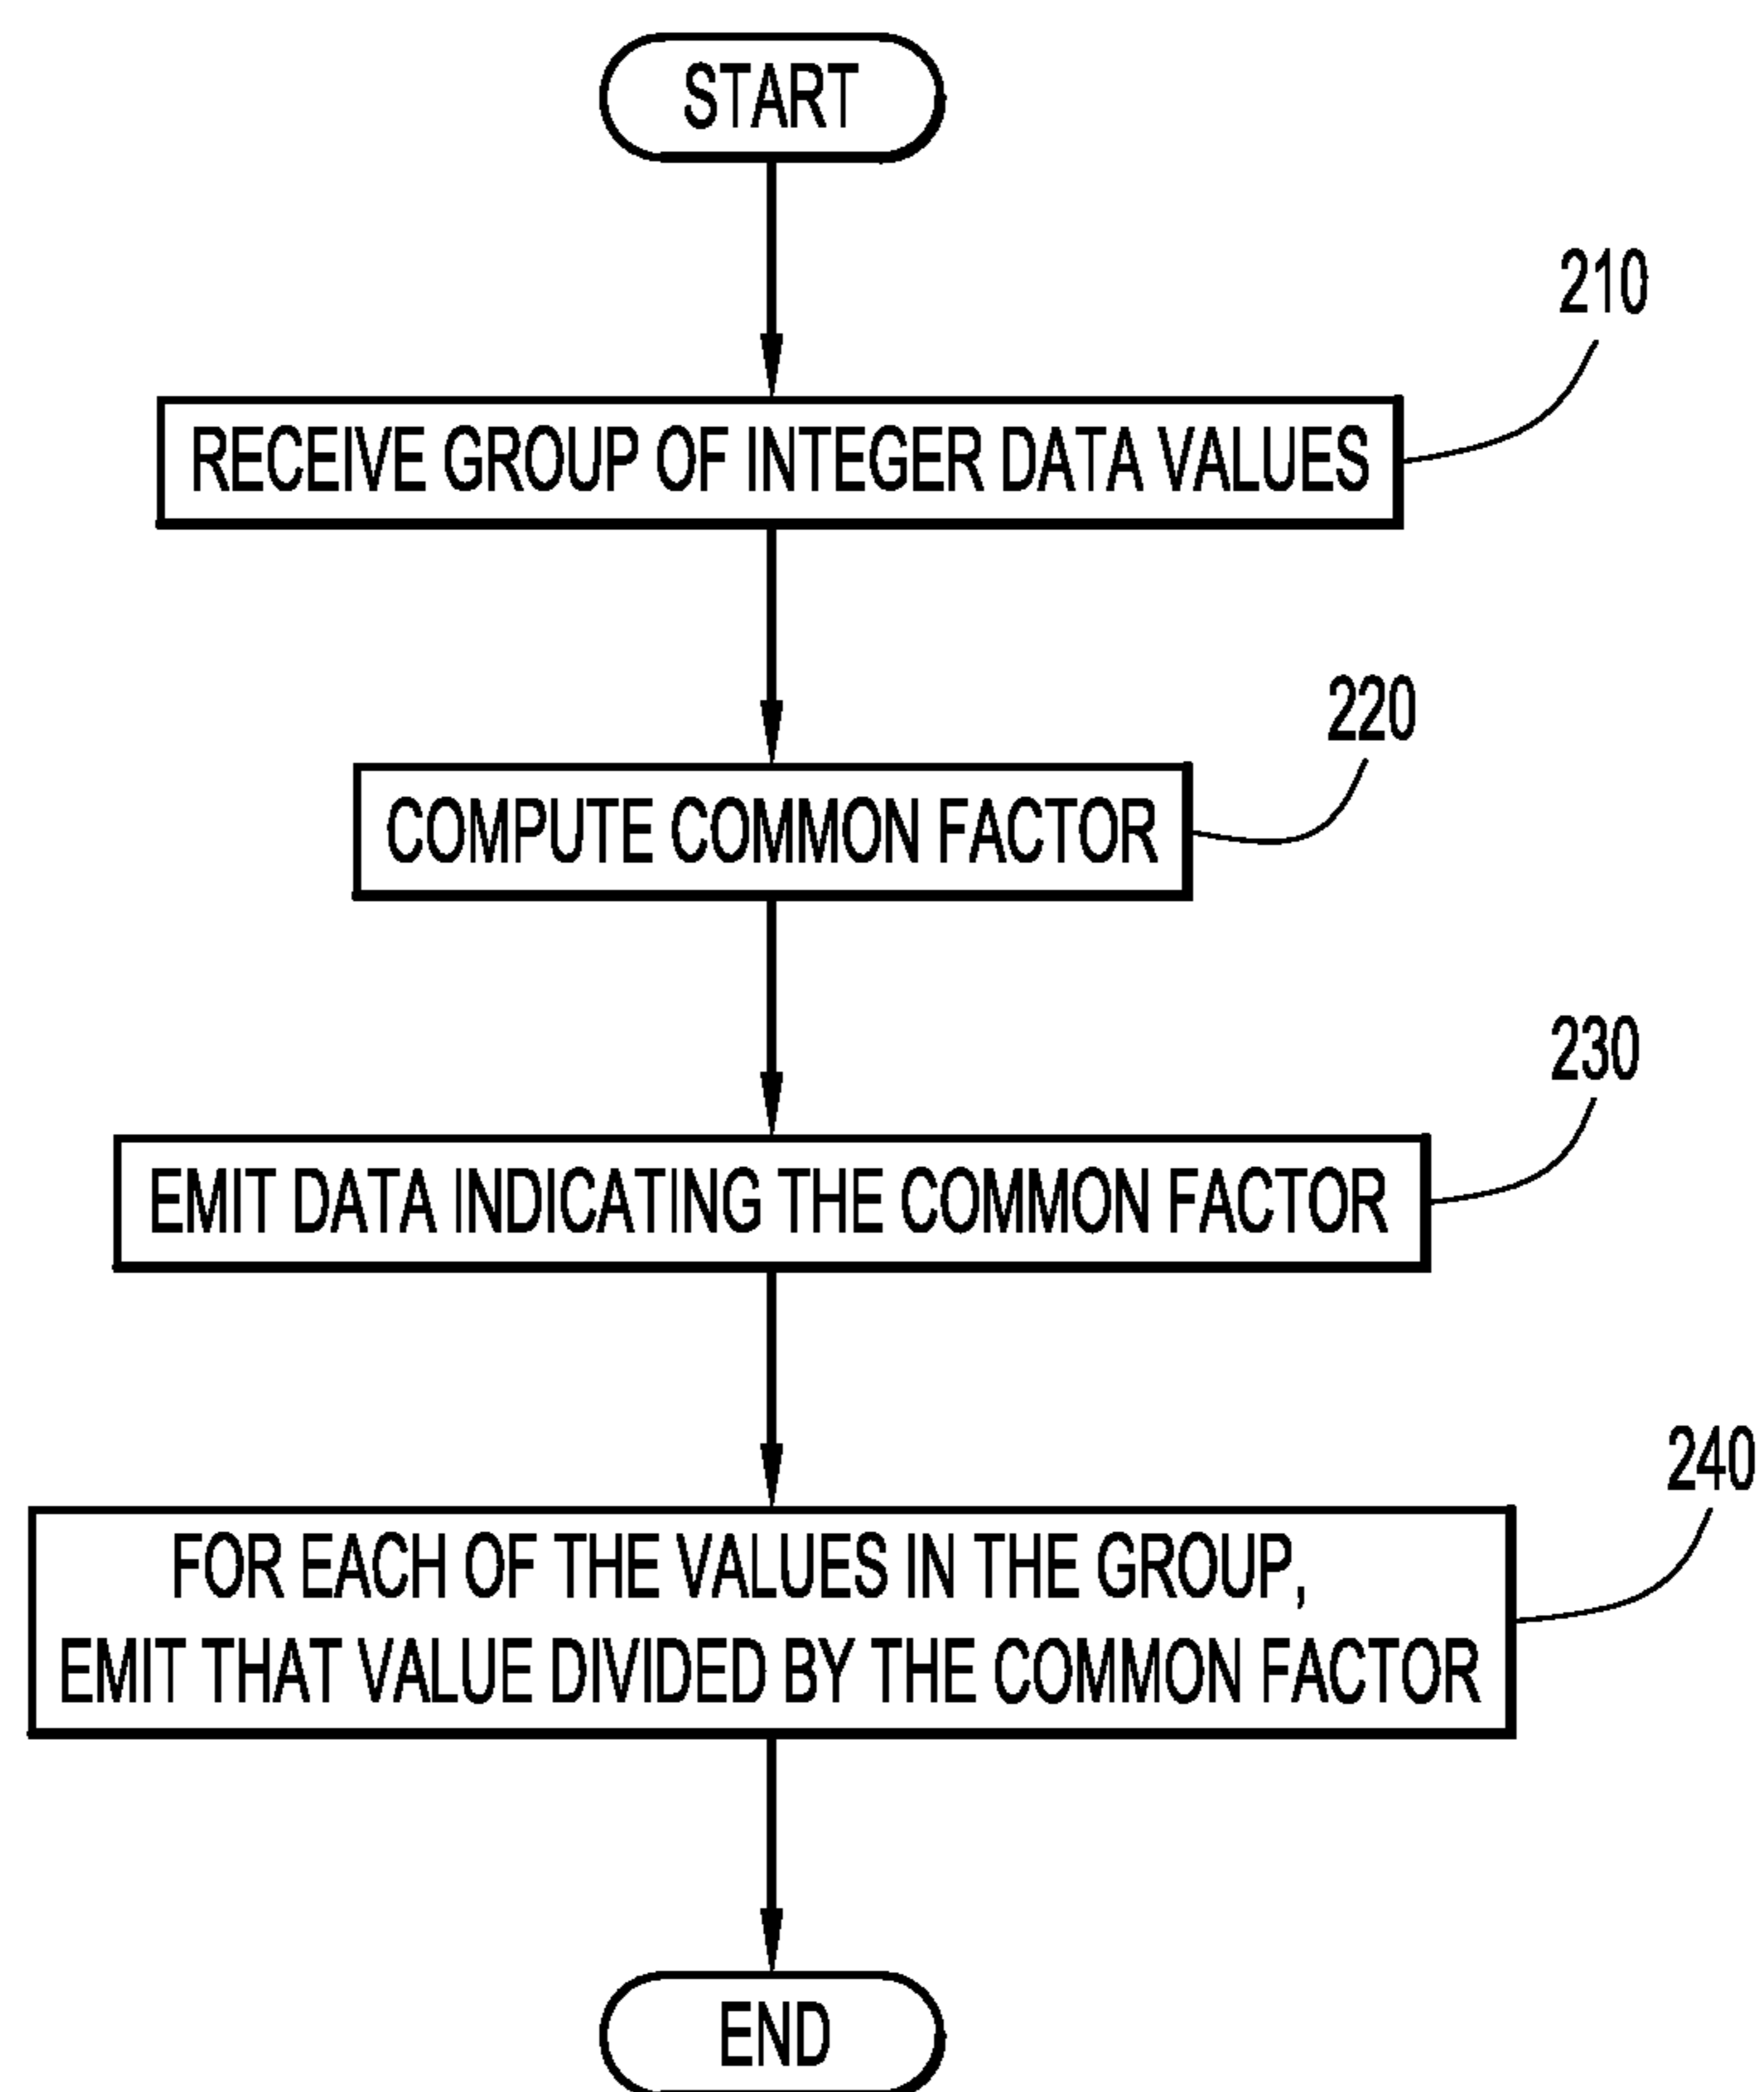 START
210
RECEIVE GROUP OF INTEGER DATA VALUES
220
COMPUTE COMMON FACTOR
230
EMIT DATA INDICATING THE COMMON FACTOR
240
FOR EACH OF THE VALUES IN THE GROUP,
EMIT THAT VALUE DIVIDED BY THE COMMON FACTOR
END